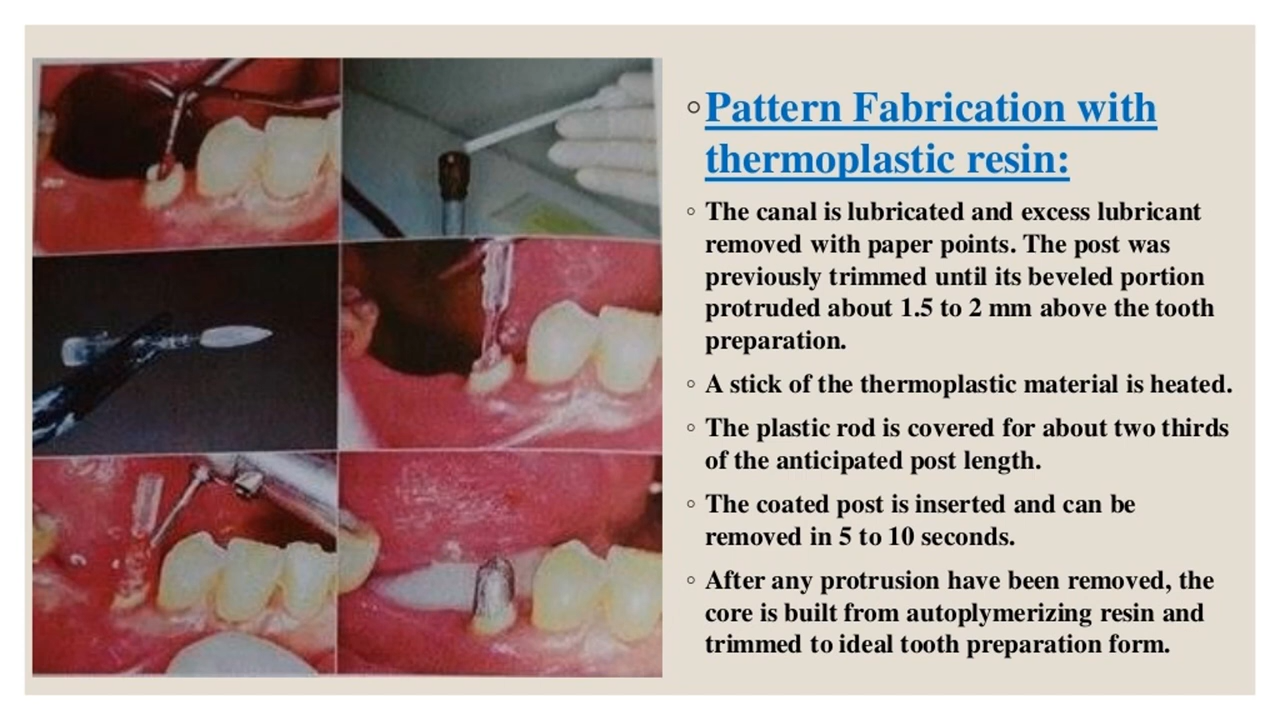 ◦Pattern Fabrication with
thermoplastic resin:
◦ The canal is lubricated and excess lubricant
removed with paper points. The post was
previously trimmed until its beveled portion
protruded about 1.5 to 2 mm above the tooth
preparation.
◦ A stick of the thermoplastic material is heated.
◦ The plastic rod is covered for about two thirds
of the anticipated post length.
◦ The coated post is inserted and can be
removed in 5 to 10 seconds.
◦ After any protrusion have been removed, the
core is built from autoplymerizing resin and
trimmed to ideal tooth preparation form.